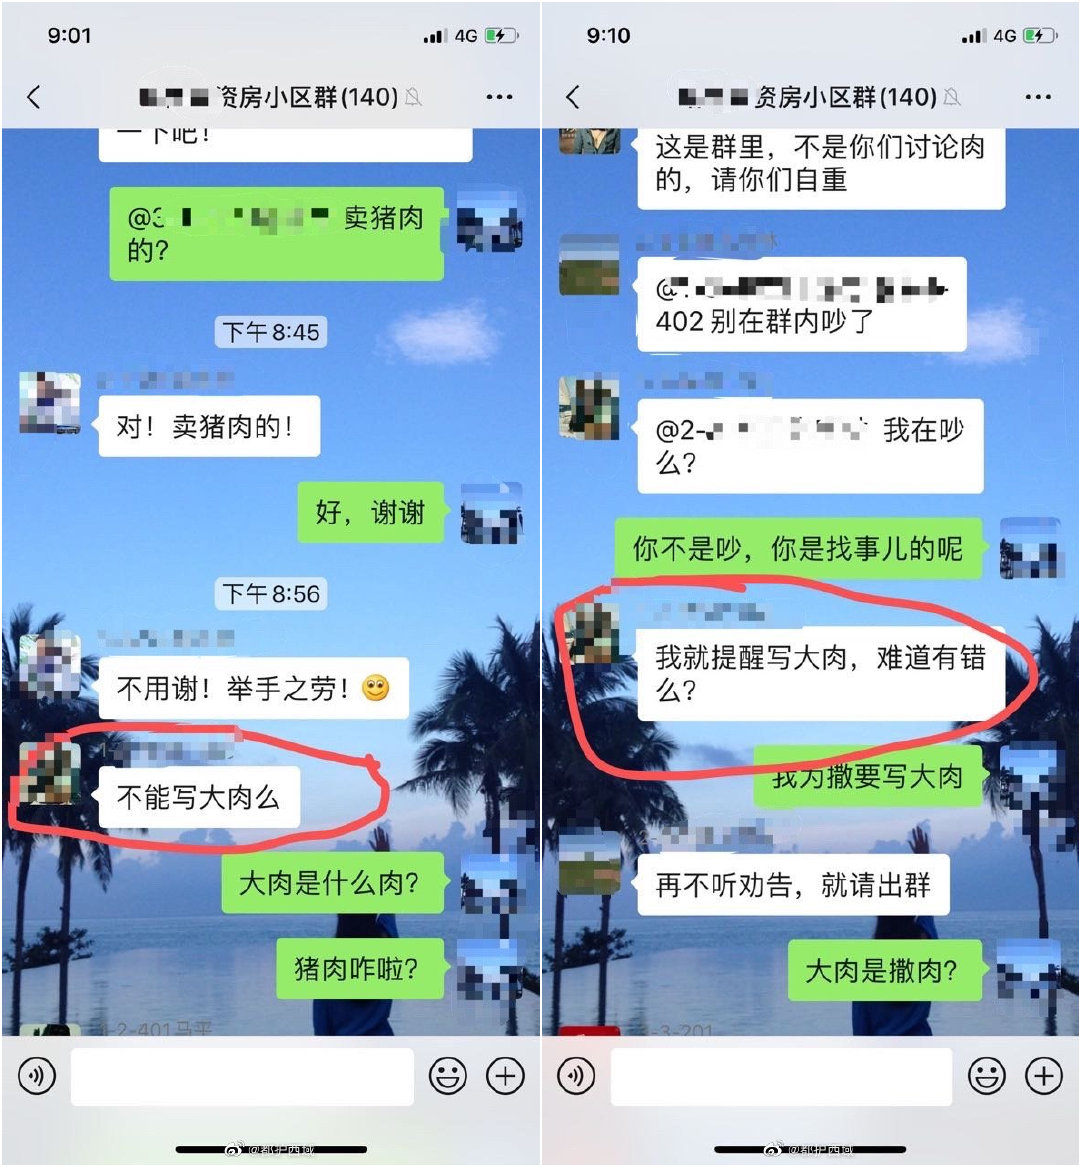 9:01
4G
资房小区群(140)
一下吧！
@3 卖猪肉
的？
下午 8:45
对！卖猪肉的！
好，谢谢
下午 8:56
不用谢！举手之劳！
不能写大肉么
大肉是什么肉？
猪肉咋啦？
1-2-401马平
@都护西域
9:10
4G
资房小区群(140)
这是群里，不是你们讨论肉
的，请你们自重
@
402 别在群内吵了
@2- 我在吵
么？
你不是吵，你是找事儿的呢
我就提醒写大肉，难道有错
么？
我为撒要写大肉
再不听劝告，就请出群
大肉是撒肉？
-3-201
@都护西域